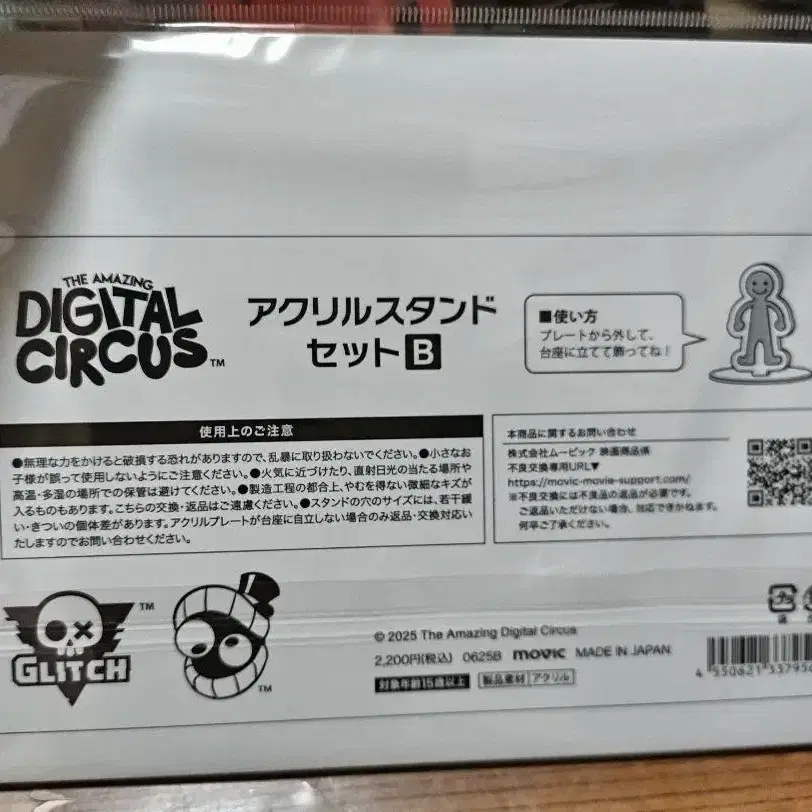 THE AMAZING
DIGITAL
CIRCUS™
アクリルスタンド
セットB
■使い方
プレートから外して、
台座に立てて飾ってね!
使用上のご注意
●無理な力をかけると破損する恐れがありますので、乱暴に取り扱わないでください。●小さなお
子様が誤って使用しないようにご注意ください。●火気に近づけたり、直射日光の当たる場所や
高温・多湿の場所での保管は避けてください。●製造工程の都合上、やむを得ない微細なキズが
入るものもあります。こちらの交換・返品はご遠慮ください。●スタンドの穴のサイズには、若干緩
い・きついの個体差があります。アクリルプレートが台座に自立しない場合のみ返品・交換対応い
たしますのでお問い合わせください。
本商品に関するお問い合わせ
株式会社ムービック 映画商品係
不良交換専用URL▼
https://movic-movie-support.com/
※不良交換には不良品の返品が必要です。
ご返品いただけない場合、対応できかねます。
何卒ご了承ください。
GLITCH™
TM
© 2025 The Amazing Digital Circus
2,200円(税込) 0625B movic MADE IN JAPAN
対象年齢15歳以上 製品素材 アクリル